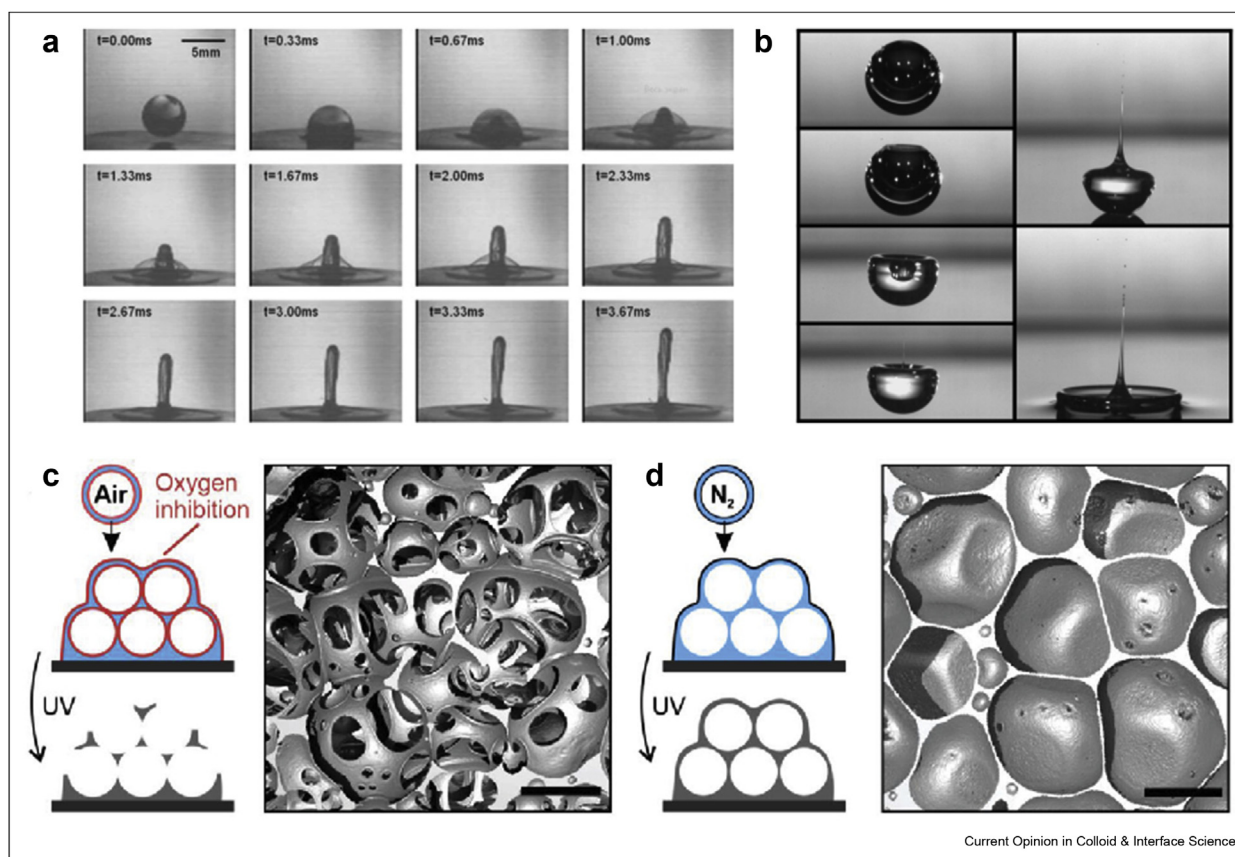 a
t=0.00ms
5mm
t=0.33ms
t=0.67ms
t=1.00ms
t=1.33ms
t=1.67ms
t=2.00ms
t=2.33ms
t=2.67ms
t=3.00ms
t=3.33ms
t=3.67ms
b
c
Air
Oxygen
inhibition
UV
d
N₂
UV
Current Opinion in Colloid & Interface Science